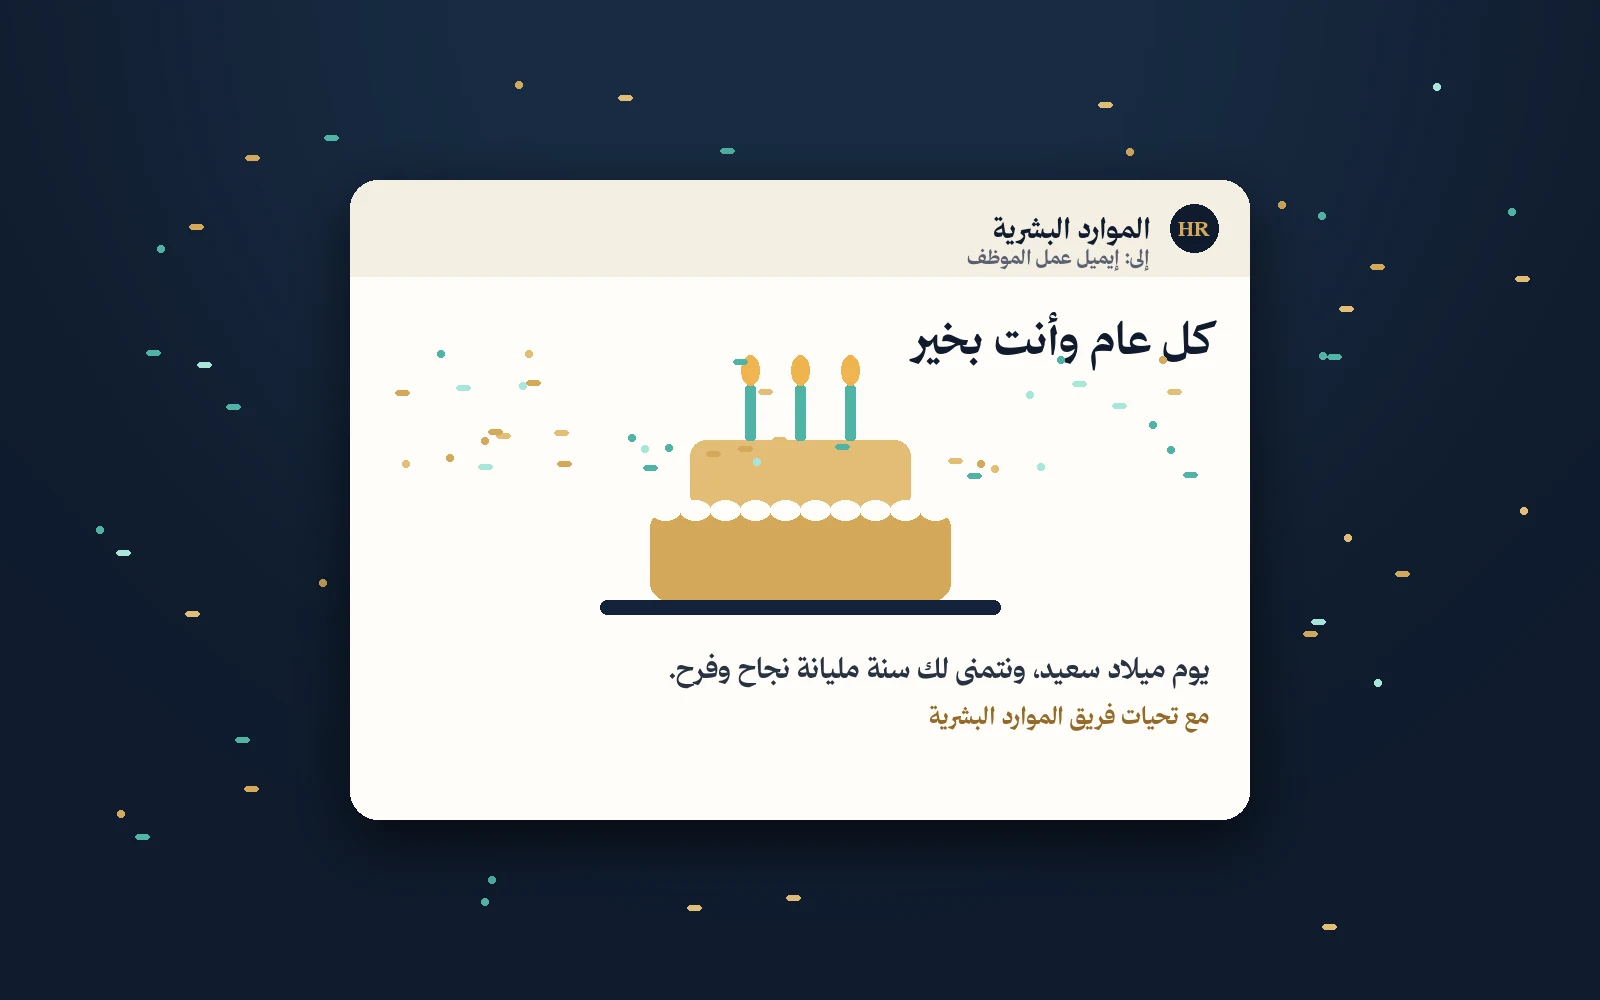 HR
الموارد البشرية
إلى: إيميل عمل الموظف
كل عام وأنت بخير
يوم ميلاد سعيد، ونتمنى لك سنة مليانة نجاح وفرح.
مع تحيات فريق الموارد البشرية